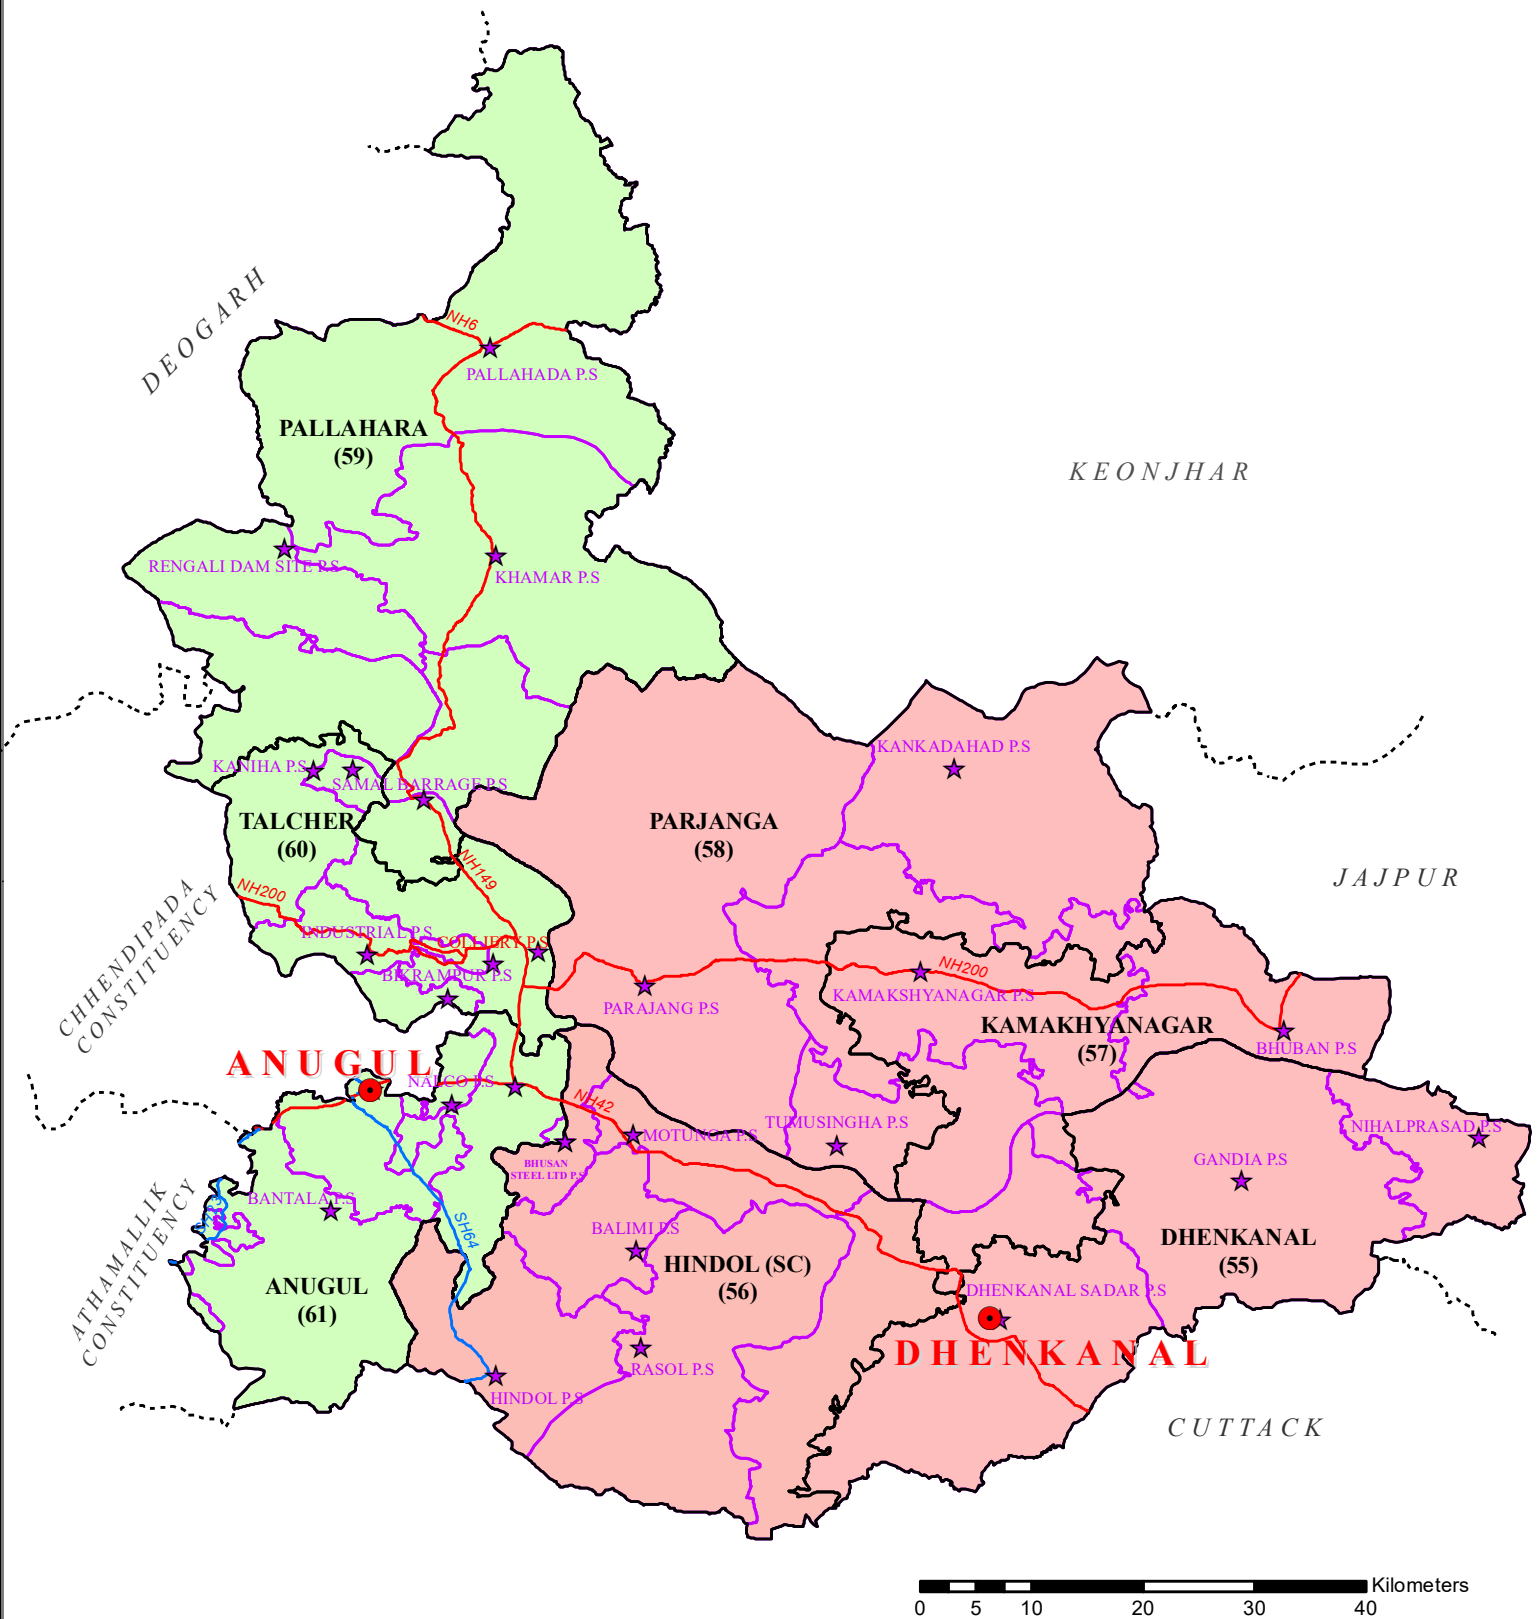 DEOGARH
NH6
PALLAHADA P.S
PALLAHARA
(59)
KEONJHAR
RENGALI DAM SITE P.S
KHAMAR P.S
KANKADAHAD P.S
KANIHA P.S
SAMAL BARRAGE P.S
TALCHER
(60)
PARJANGA
(58)
NH149
JAJPUR
NH200
CHHENDIPADA
CONSTITUENCY
INDUSTRIAL P.S
COLLIERY P.S
BIKRAMPUR P.S
NH200
PARAJANG P.S
KAMAKSHYANAGAR P.S
KAMAKHYANAGAR
(57)
BHUBAN P.S
ANUGUL
NALCO P.S
NH42
MOTUNGA P.S
TUMUSINGHA P.S
NIHALPRASAD P.S
GANDIA P.S
BHUSAN
STEEL LTD P.S
BANTALA P.S
ATHAMALLIK
CONSTITUENCY
SH64
BALIMI P.S
DHENKANAL
(55)
HINDOL (SC)
(56)
ANUGUL
(61)
DHENKANAL SADAR P.S
DHENKANAL
RASOL P.S
HINDOL P.S
CUTTACK
Kilometers
0 5 10 20 30 40